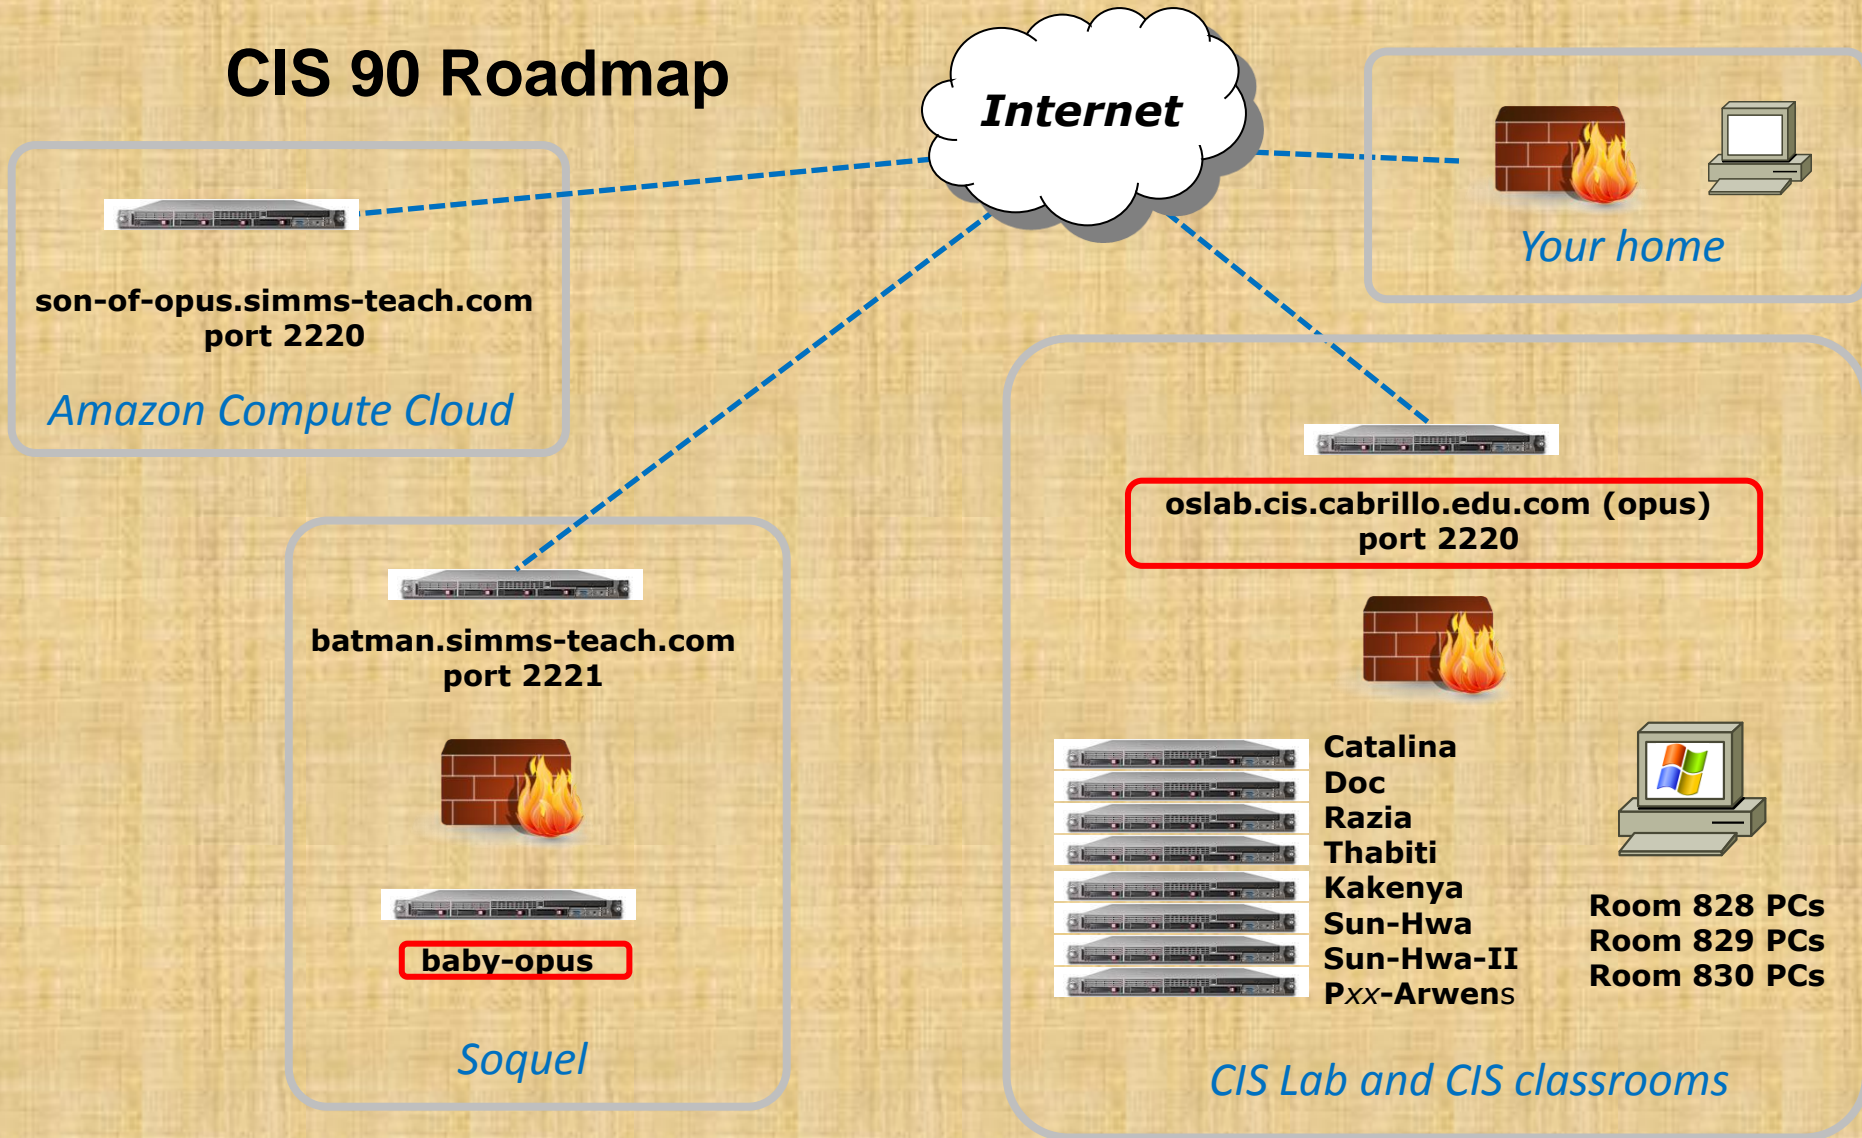 CIS 90 Roadmap
Internet
Your home
son-of-opus.simms-teach.com
port 2220
Amazon Compute Cloud
oslab.cis.cabrillo.edu.com (opus)
port 2220
batman.simms-teach.com
port 2221
baby-opus
Soquel
Catalina
Doc
Razia
Thabiti
Kakenya
Sun-Hwa
Sun-Hwa-II
Pxx-Arwens
Room 828 PCs
Room 829 PCs
Room 830 PCs
CIS Lab and CIS classrooms